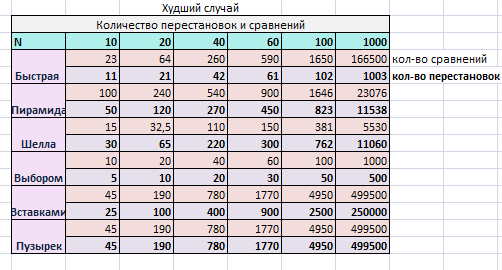 Худший случай
Количество перестановок и сравнений
N 10 20 40 60 100 1000
23 64 260 590 1650 166500 кол-во сравнений
Быстрая 11 21 42 61 102 1003 кол-во перестановок
100 240 540 900 1646 23076
Пирамида 50 120 270 450 823 11538
15 32,5 110 150 381 5530
Шелла 30 65 220 300 762 11060
10 20 40 60 100 1000
Выбором 5 10 20 30 50 500
45 190 780 1770 4950 499500
Вставками 25 100 400 900 2500 250000
45 190 780 1770 4950 499500
Пузырек 45 190 780 1770 4950 499500